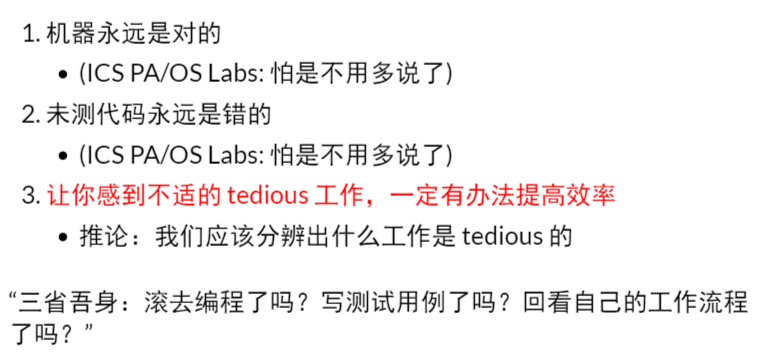 1. 机器永远是对的
• (ICS PA/OS Labs: 怕是不用多说了)
2. 未测代码永远是错的
• (ICS PA/OS Labs: 怕是不用多说了)
3. 让你感到不适的 tedious 工作，一定有办法提高效率
• 推论：我们应该分辨出什么工作是 tedious 的
“三省吾身：滚去编程了吗？写测试用例了吗？回看自己的工作流程
了吗？”